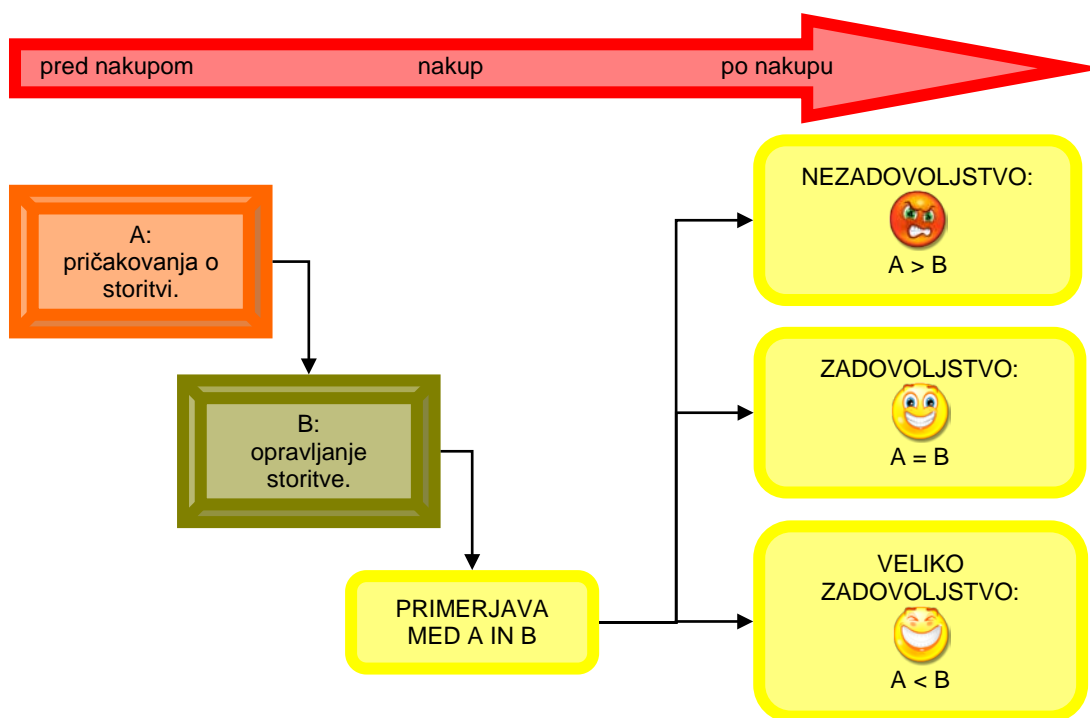 pred nakupom nakup po nakupu
A:
pričakovanja o
storitvi.
B:
opravljanje
storitve.
PRIMERJAVA
MED A IN B
NEZADOVOLJSTVO:
A > B
ZADOVOLJSTVO:
A = B
VELIKO
ZADOVOLJSTVO:
A < B